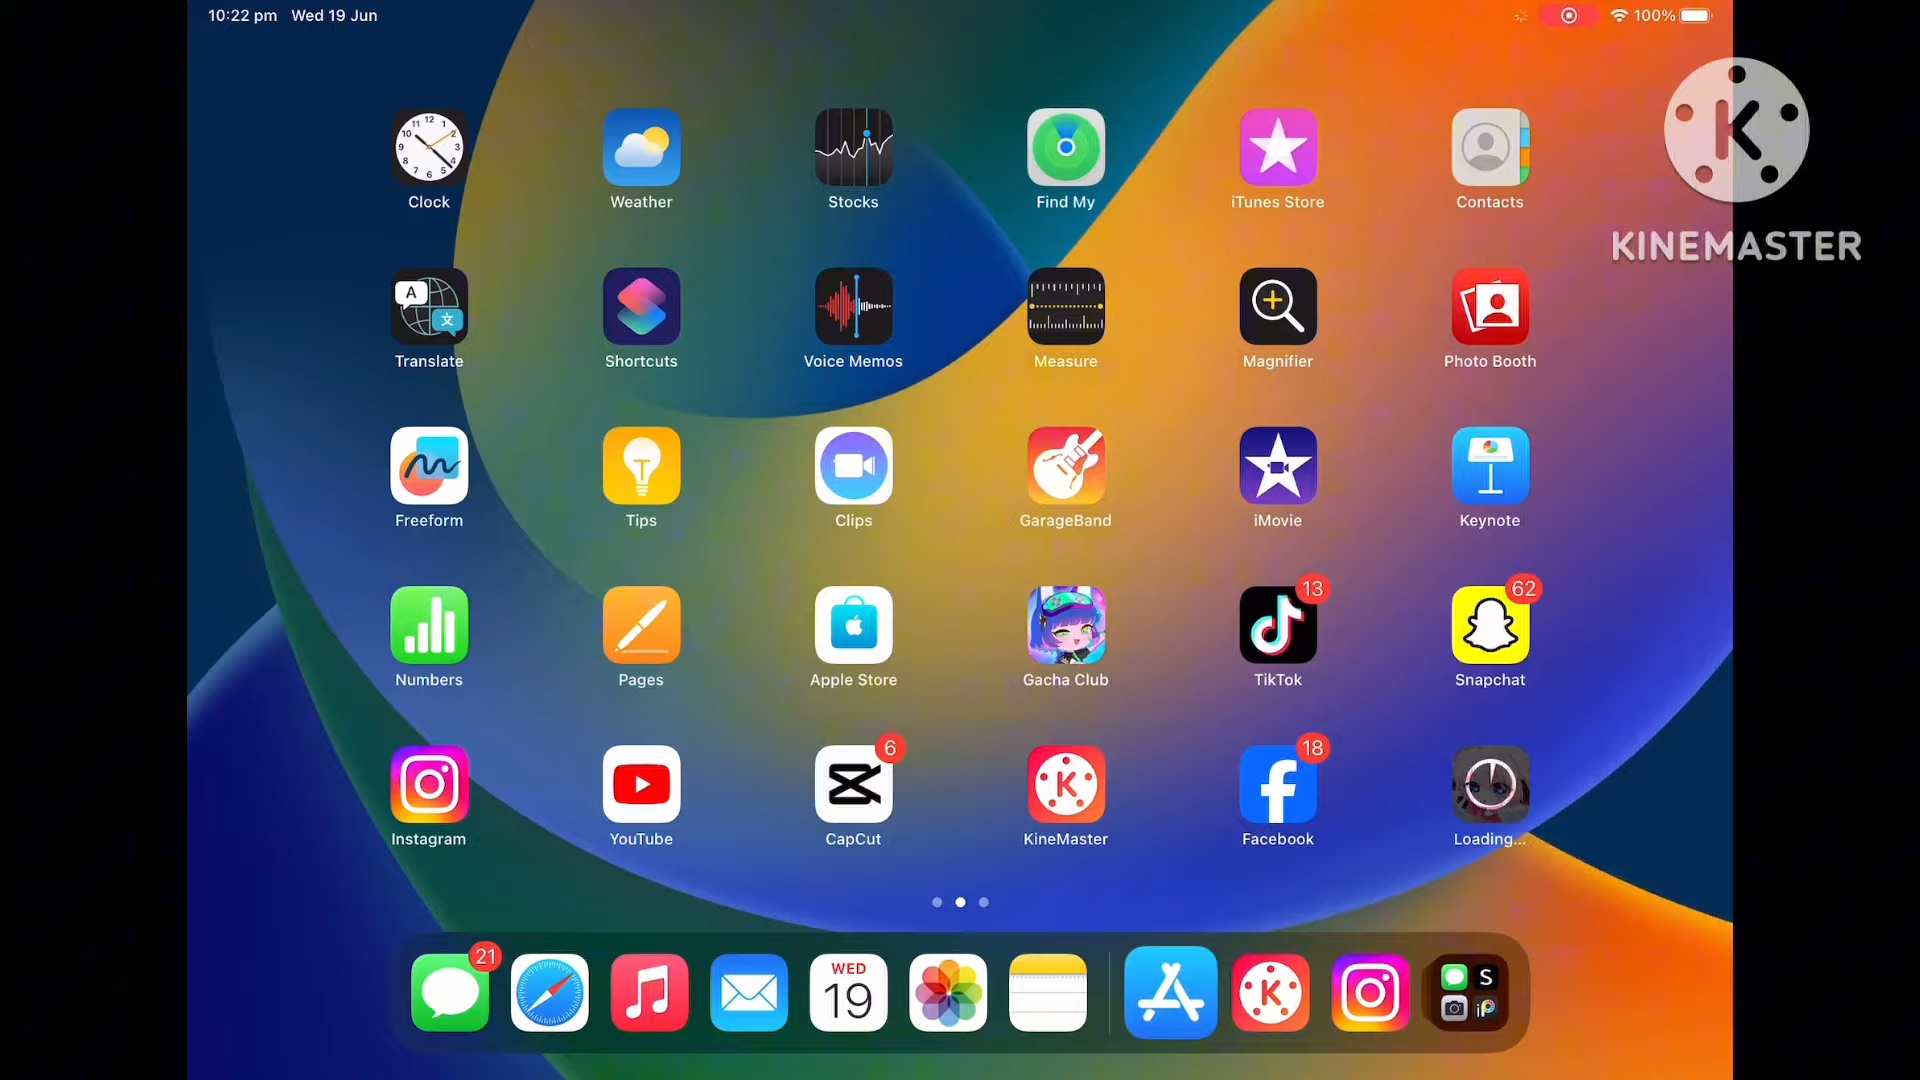 10:22 pm Wed 19 Jun
100%
K
KINEMASTER
Clock
Weather
Stocks
Find My
iTunes Store
Contacts
A
文
Translate
Shortcuts
Voice Memos
Measure
Magnifier
Photo Booth
Freeform
Tips
Clips
GarageBand
iMovie
Keynote
13
62
Numbers
Pages
Apple Store
Gacha Club
TikTok
Snapchat
6
18
K
Instagram
YouTube
CapCut
KineMaster
Facebook
Loading...
21
WED
19
K
S
iP